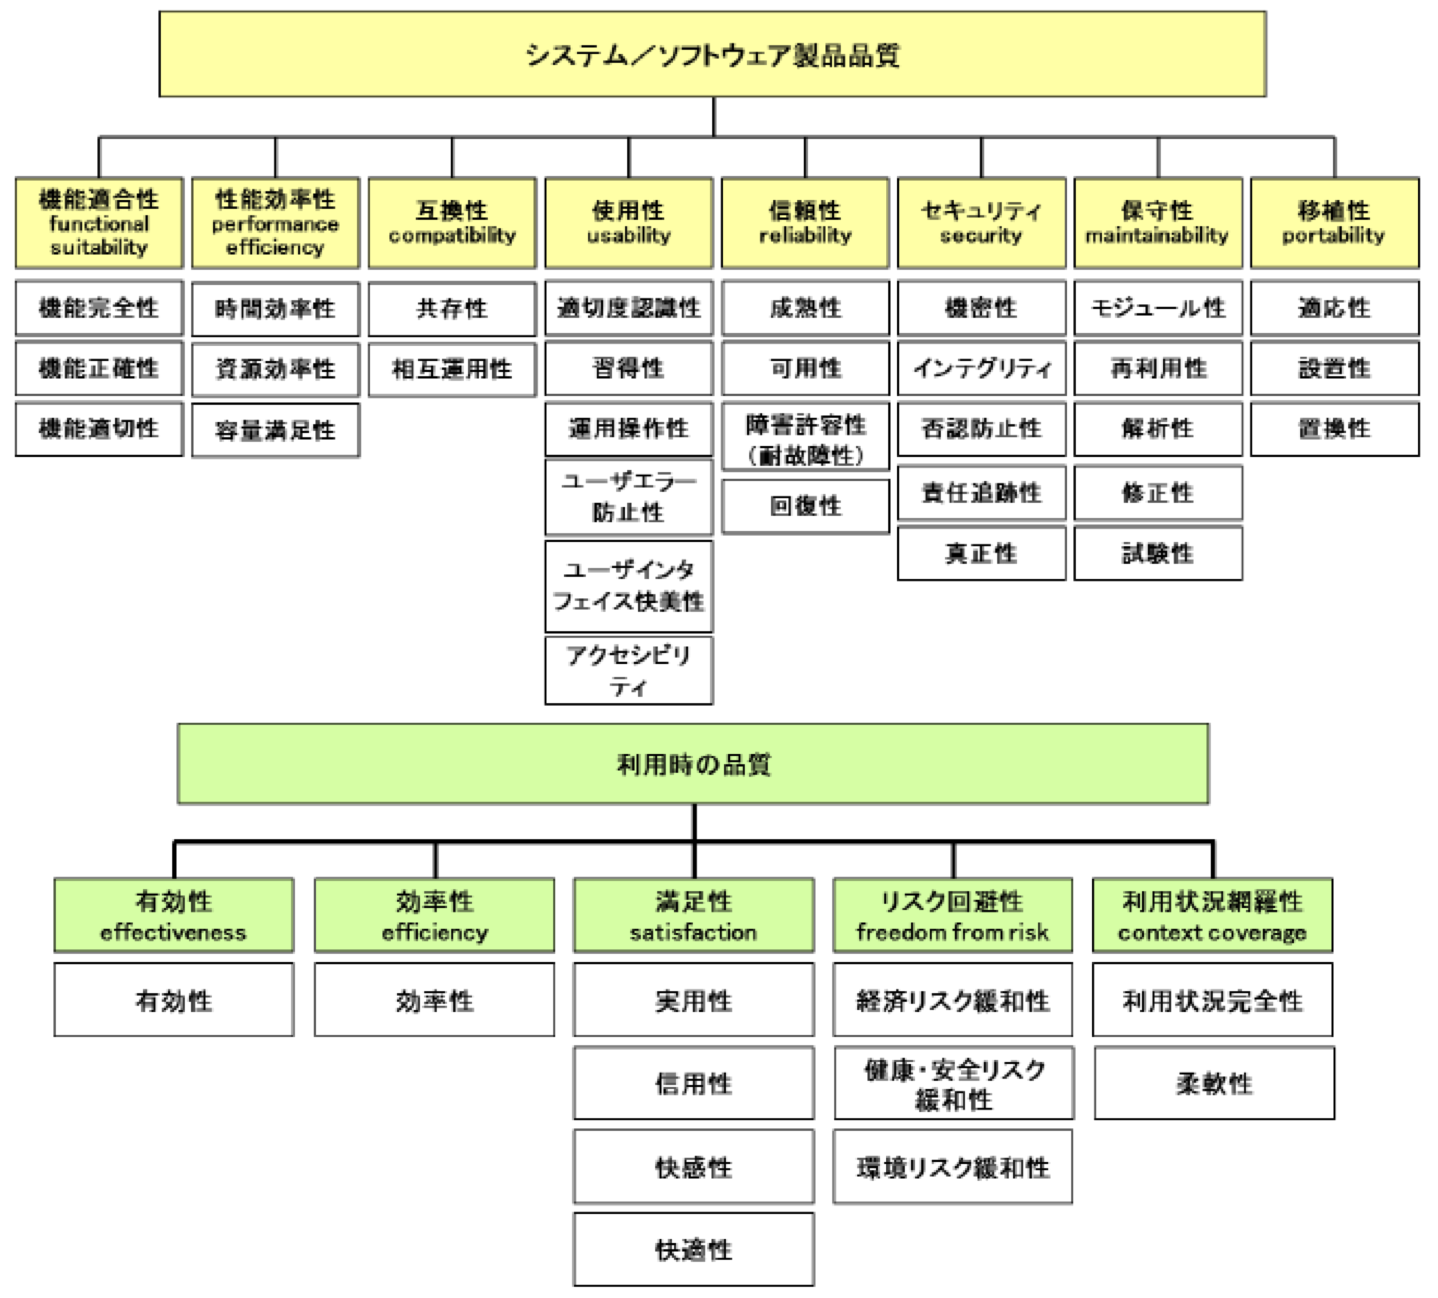 システム／ソフトウェア製品品質
機能適合性
functional
suitability
性能効率性
performance
efficiency
互換性
compatibility
使用性
usability
信頼性
reliability
セキュリティ
security
保守性
maintainability
移植性
portability
機能完全性
機能正確性
機能適切性
時間効率性
資源効率性
容量満足性
共存性
相互運用性
適切度認識性
習得性
運用操作性
ユーザエラー
防止性
ユーザインタ
フェイス快美性
アクセシビリ
ティ
成熟性
可用性
障害許容性
（耐故障性）
回復性
機密性
インテグリティ
否認防止性
責任追跡性
真正性
モジュール性
再利用性
解析性
修正性
試験性
適応性
設置性
置換性
利用時の品質
有効性
effectiveness
効率性
efficiency
満足性
satisfaction
リスク回避性
freedom from risk
利用状況網羅性
context coverage
有効性
効率性
実用性
信用性
快感性
快適性
経済リスク緩和性
健康・安全リスク
緩和性
環境リスク緩和性
利用状況完全性
柔軟性